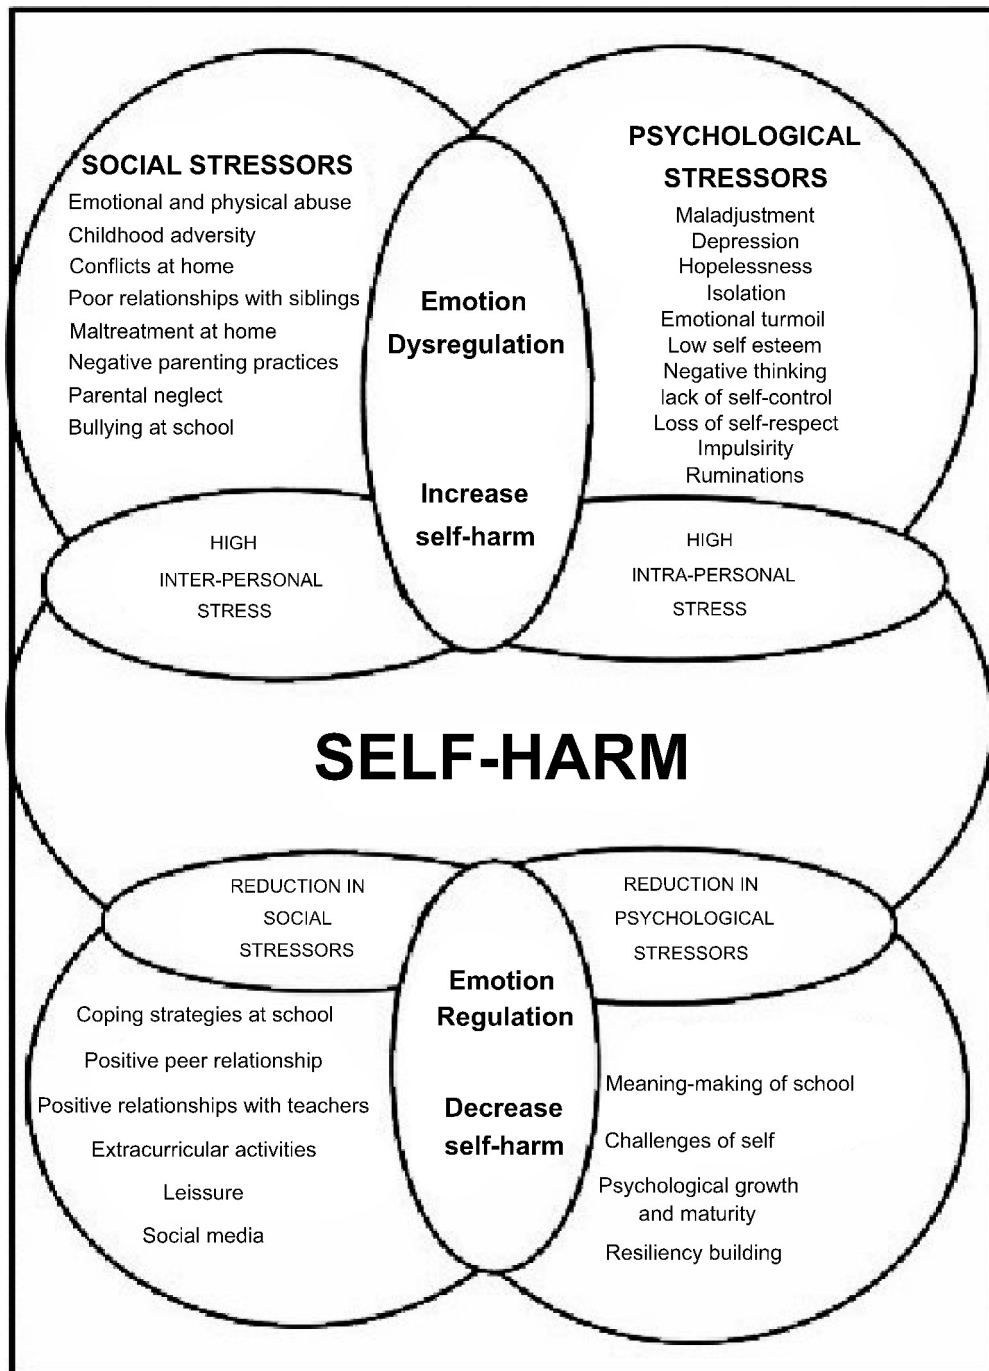 SOCIAL STRESSORS
Emotional and physical abuse
Childhood adversity
Conflicts at home
Poor relationships with siblings
Maltreatment at home
Negative parenting practices
Parental neglect
Bullying at school
PSYCHOLOGICAL
STRESSORS
Maladjustment
Depression
Hopelessness
Isolation
Emotional turmoil
Low self esteem
Negative thinking
lack of self-control
Loss of self-respect
Impulsirity
Ruminations
Emotion
Dysregulation
Increase
self-harm
HIGH
INTER-PERSONAL
STRESS
HIGH
INTRA-PERSONAL
STRESS
SELF-HARM
REDUCTION IN
SOCIAL
STRESSORS
REDUCTION IN
PSYCHOLOGICAL
STRESSORS
Emotion
Regulation
Decrease
self-harm
Coping strategies at school
Positive peer relationship
Positive relationships with teachers
Extracurricular activities
Leissure
Social media
Meaning-making of school
Challenges of self
Psychological growth
and maturity
Resiliency building